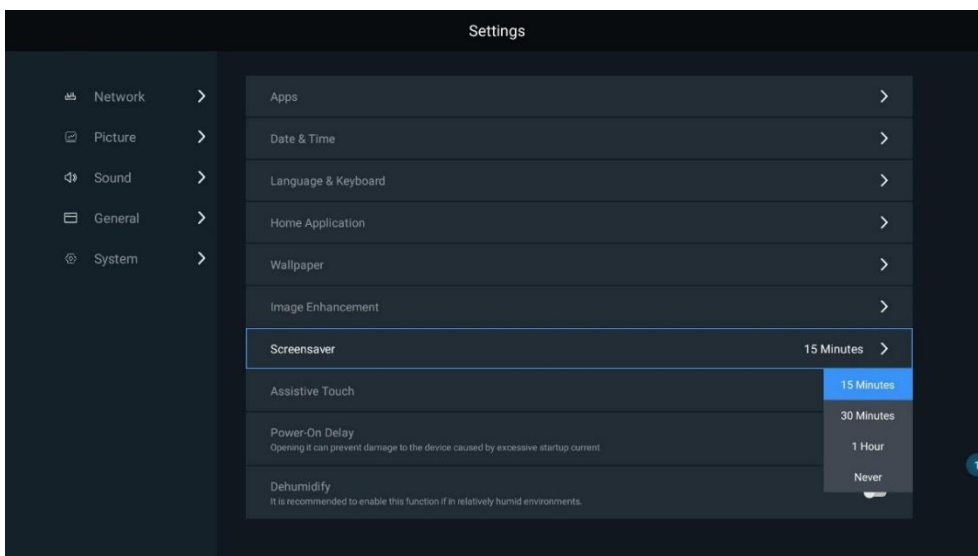 Settings
Network
Picture
Sound
General
System
Apps
Date & Time
Language & Keyboard
Home Application
Wallpaper
Image Enhancement
Screensaver 15 Minutes
Assistive Touch
15 Minutes
30 Minutes
1 Hour
Never
Power-On Delay
Opening it can prevent damage to the device caused by excessive startup current
Dehumidify
It is recommended to enable this function if in relatively humid environments.